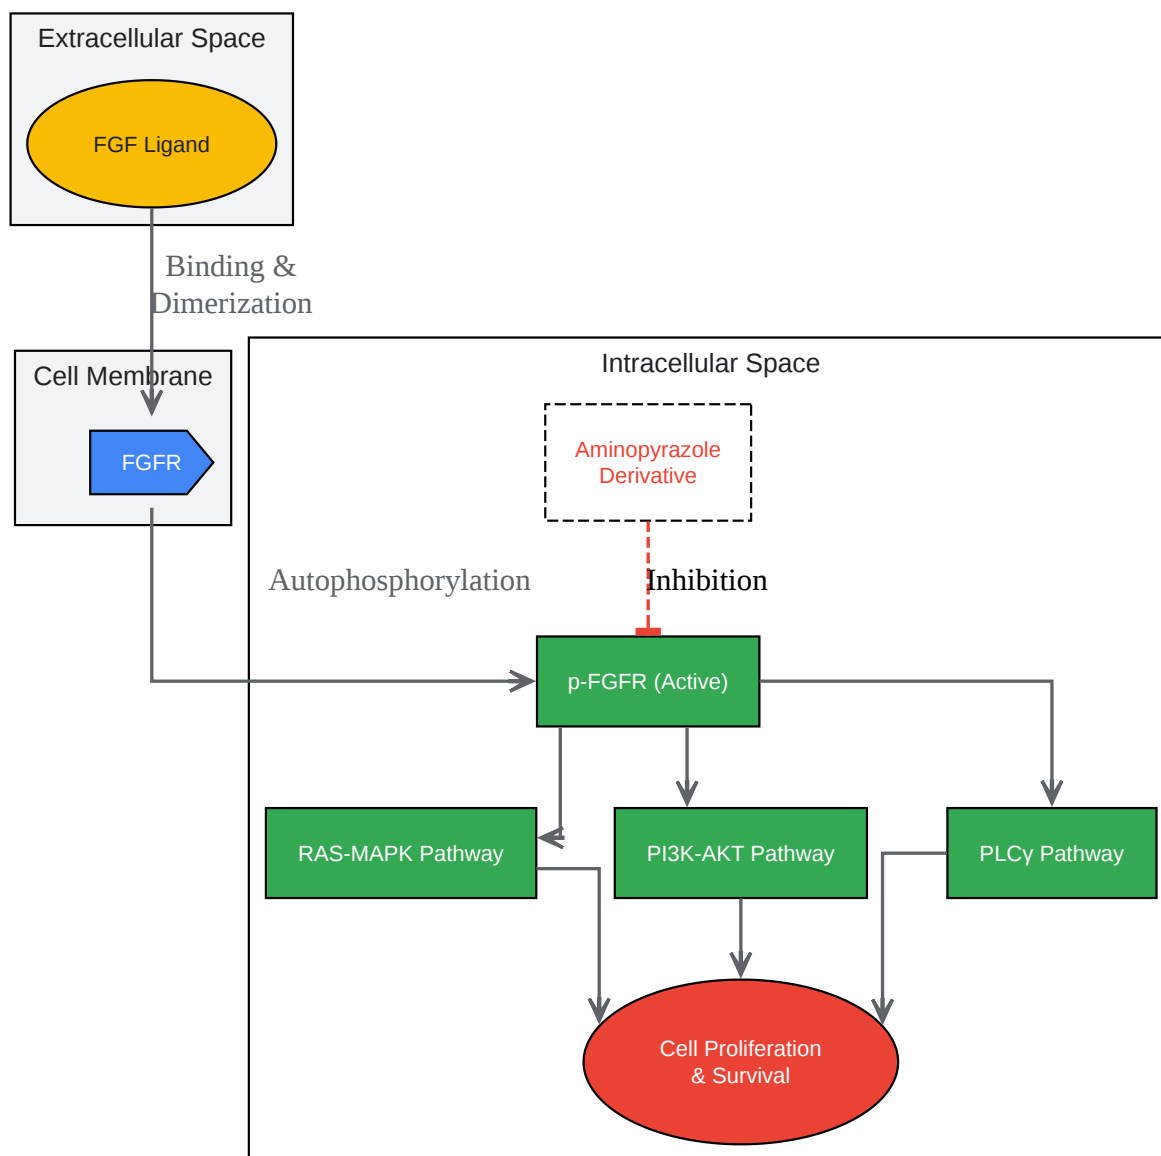 Extracellular Space
FGF Ligand
Binding &
Dimerization
Cell Membrane
FGFR
Intracellular Space
Aminopyrazole
Derivative
Autophosphorylation
Inhibition
p-FGFR (Active)
RAS-MAPK Pathway
PI3K-AKT Pathway
PLCγ Pathway
Cell Proliferation
& Survival